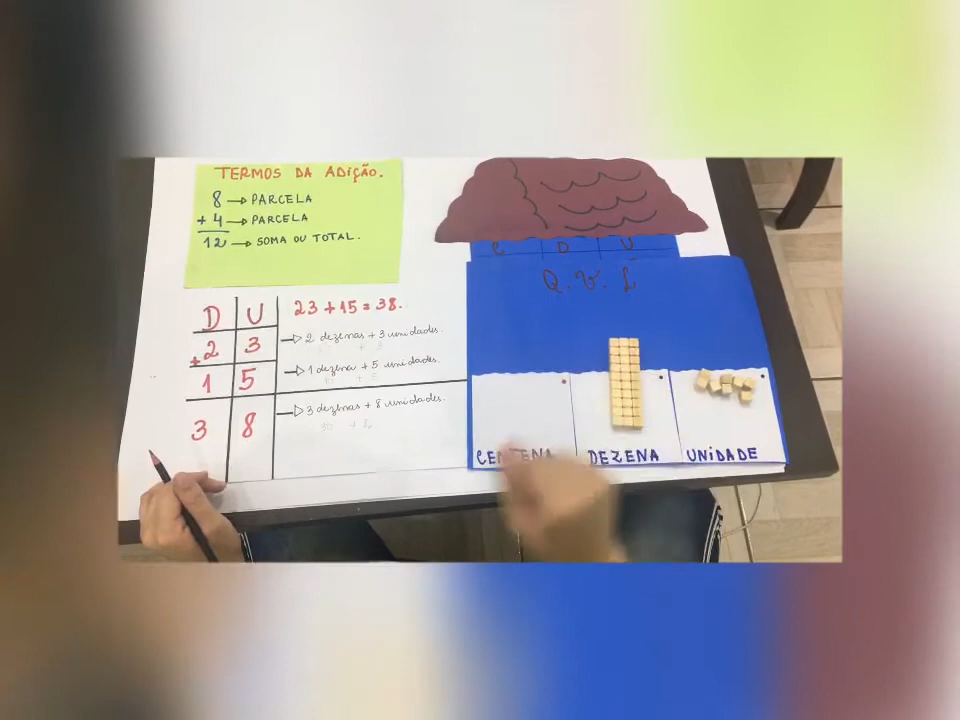 TERMOS DA ADIÇÃO.
8 → PARCELA
+ 4 → PARCELA
12 → SOMA OU TOTAL.
D U
23 + 15 = 38.
+2 3
→ 2 dezenas + 3 unidades.
1 5
→ 1 dezena + 5 unidades.
3 8
→ 3 dezenas + 8 unidades.
C D U
Q.V.L
CENTENA
DEZENA
UNIDADE